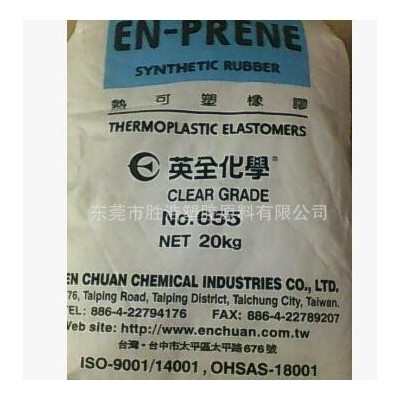 EN-PRENE
SYNTHETIC RUBBER
熱可塑橡膠
THERMOPLASTIC ELASTOMERS
英全化學®
CLEAR GRADE
东莞市胜浩塑胶原料有限公司
No.655
NET 20kg
EN CHUAN CHEMICAL INDUSTRIES CO., LTD.
76, Taiping Road, Taiping District, Taichung City, Taiwan.
TEL: 886-4-22794176 FAX: 886-4-22789207
Web site: http://www.enchuan.com.tw
台灣·台中市太平區太平路676號
ISO-9001/14001 , OHSAS-18001